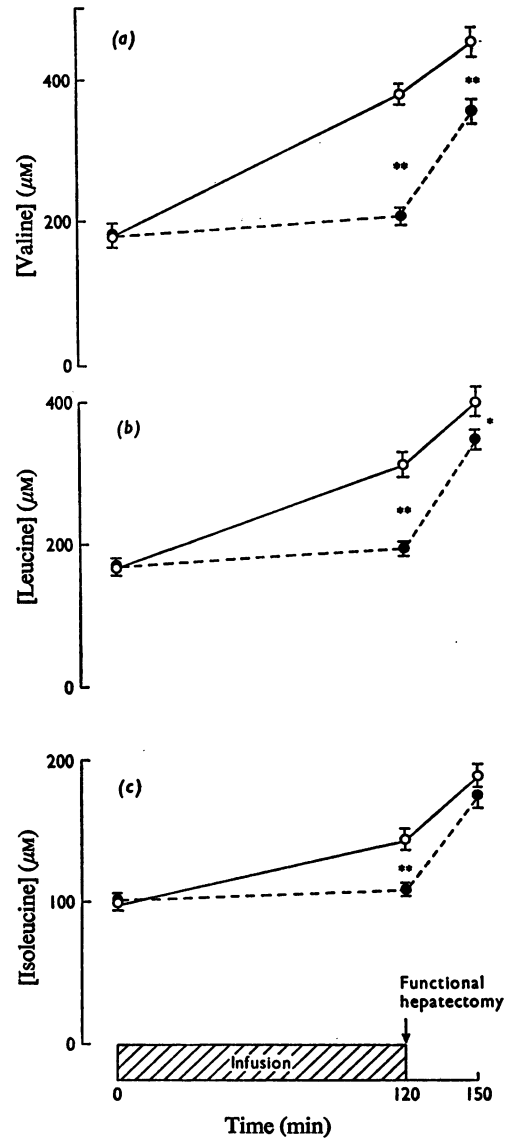 (a)
400
**
**
200
[Valine] (μM)
0
400
(b)
*
**
200
[Leucine] (μM)
0
200
(c)
**
100
[Isoleucine] (μM)
Functional
hepatectomy
0
Infusion
0 120 150
Time (min)